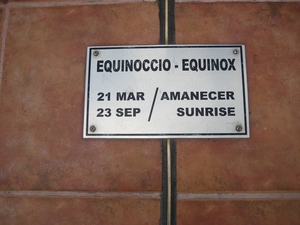 EQUINOCCIO - EQUINOX
21 MAR / AMANECER
23 SEP / SUNRISE